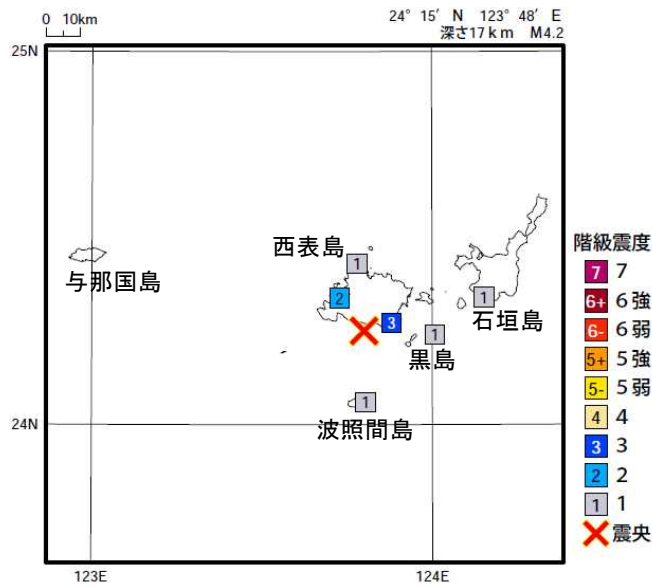 0 10km
24° 15′ N 123° 48′ E
深さ17km M4.2
25N
西表島
1
与那国島
2
1
石垣島
3
1
黒島
1
波照間島
24N
123E
124E
階級震度
7 7
6+ 6強
6- 6弱
5+ 5強
5- 5弱
4 4
3 3
2 2
1 1
震央